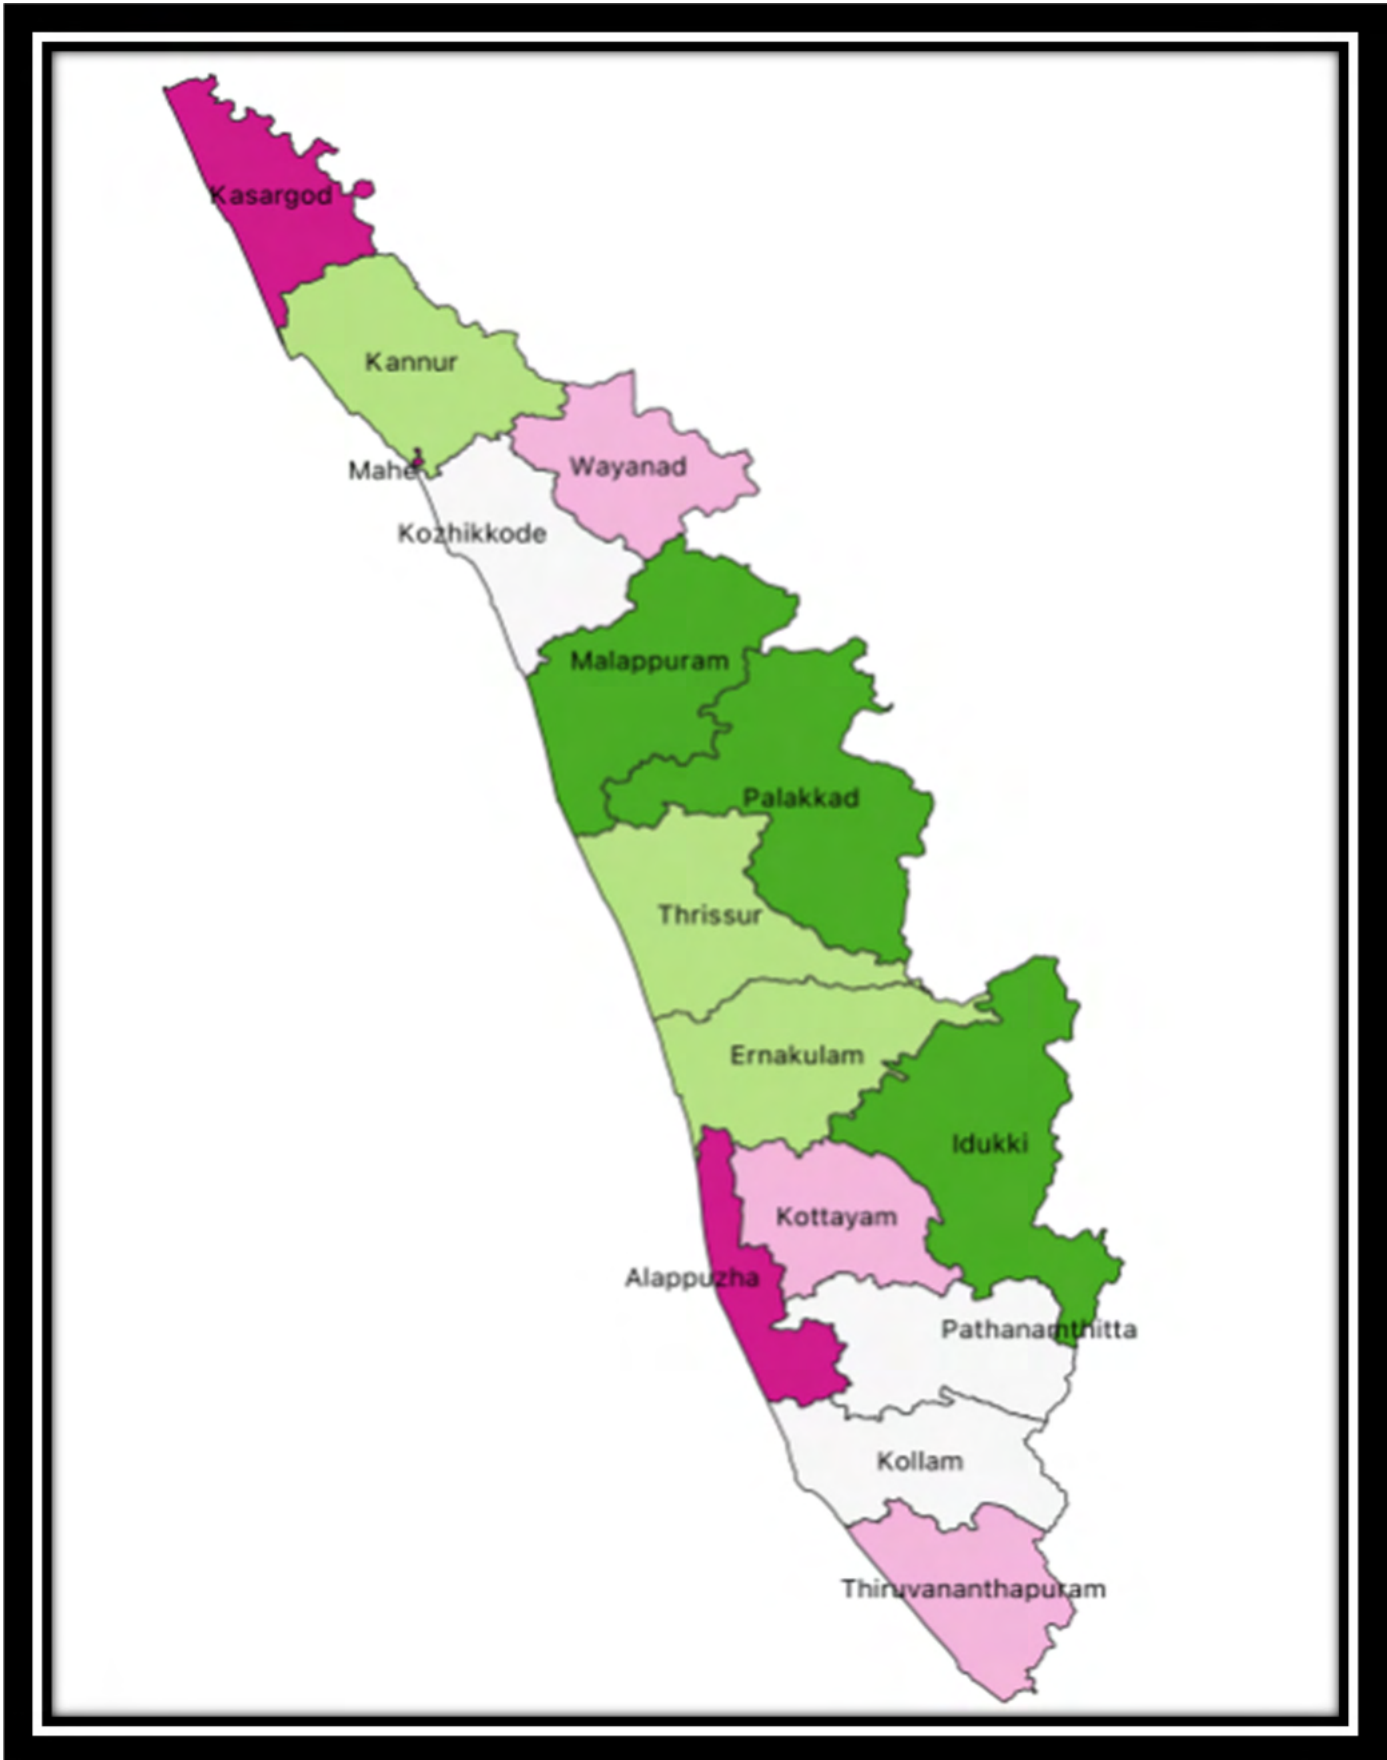 Kasargod
Kannur
Wayanad
Mahe
Kozhikkode
Malappuram
Palakkad
Thrissur
Ernakulam
Idukki
Kottayam
Alappuzha
Pathanamthitta
Kollam
Thiruvananthapuram